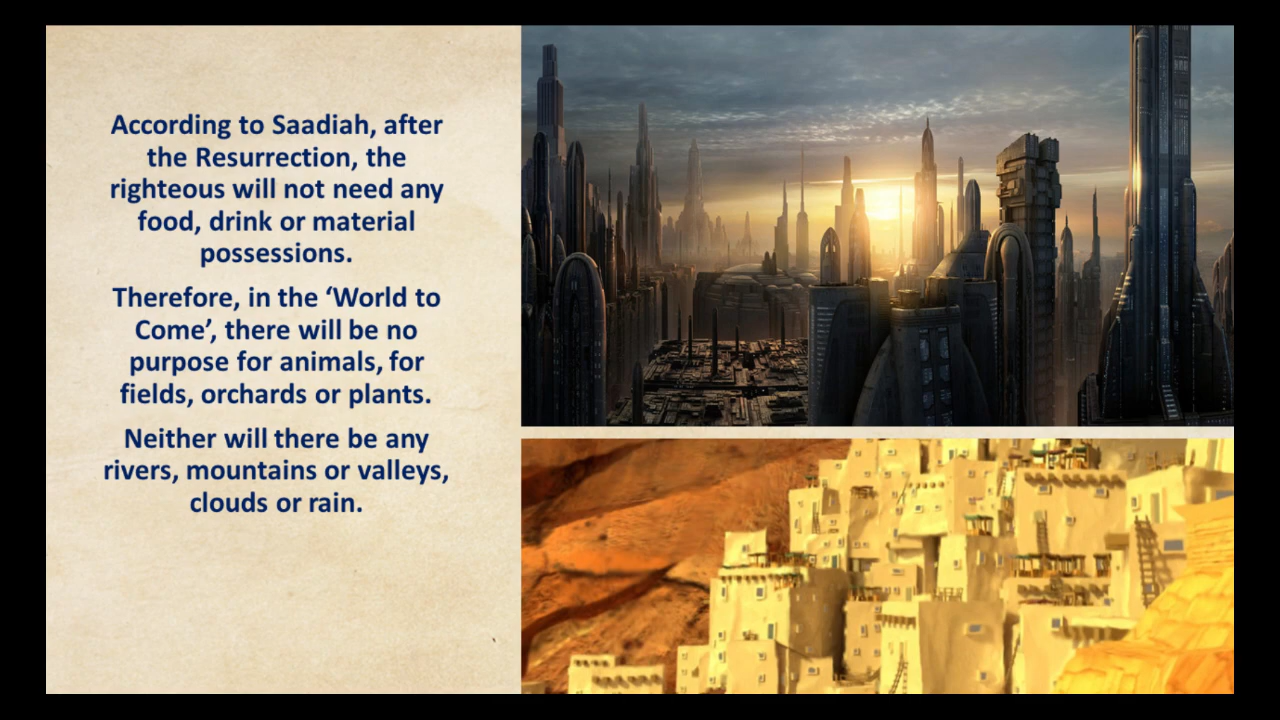 According to Saadiah, after
the Resurrection, the
righteous will not need any
food, drink or material
possessions.
Therefore, in the ‘World to
Come’, there will be no
purpose for animals, for
fields, orchards or plants.
Neither will there be any
rivers, mountains or valleys,
clouds or rain.